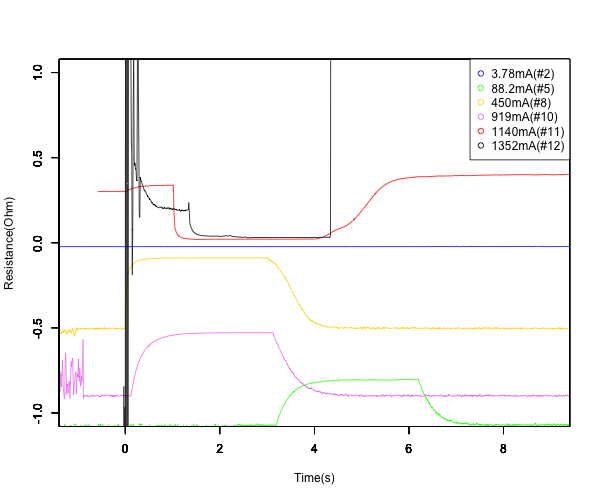 1.0
0.5
0.0
-0.5
-1.0
Resistance(Ohm)
3.78mA(#2)
88.2mA(#5)
450mA(#8)
919mA(#10)
1140mA(#11)
1352mA(#12)
0 2 4 6 8
Time(s)